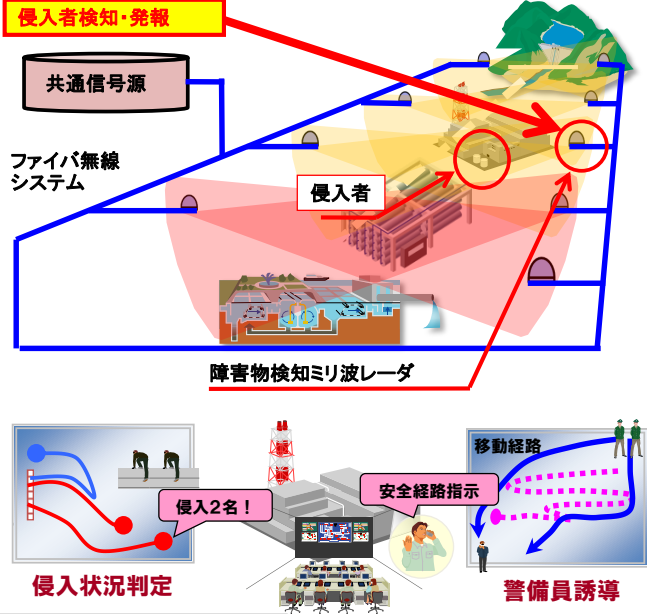 侵入者検知・発報
共通信号源
ファイバ無線
システム
侵入者
障害物検知ミリ波レーダ
移動経路
安全経路指示
侵入2名！
侵入状況判定
警備員誘導